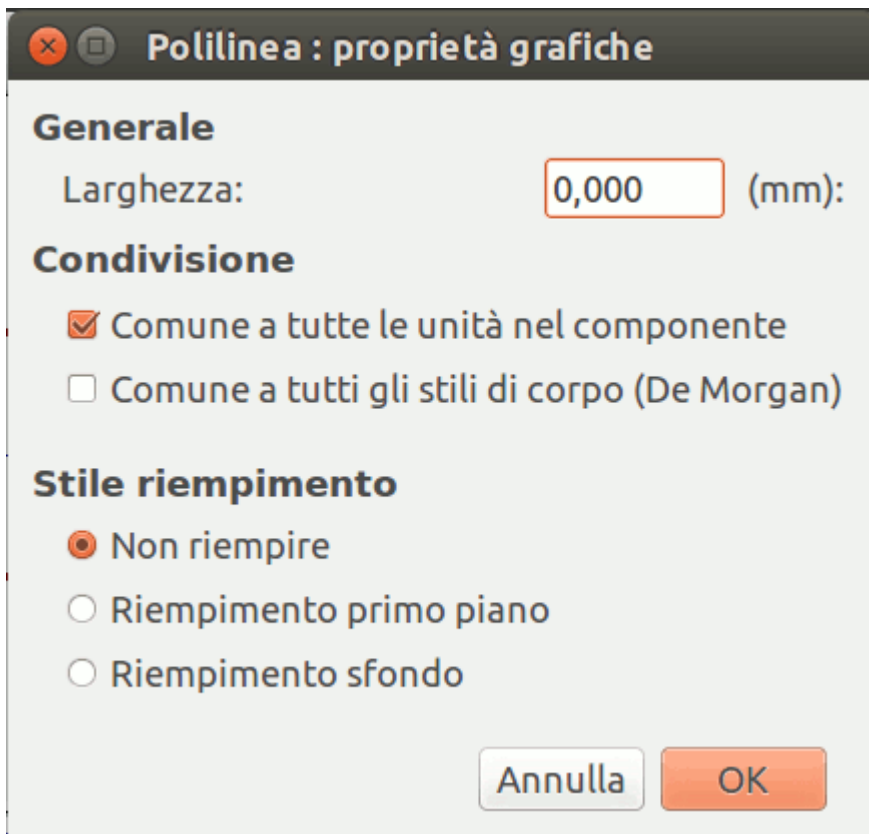 Polilinea : proprietà grafiche
Generale
Larghezza: 0,000 (mm):
Condivisione
Comune a tutte le unità nel componente
Comune a tutti gli stili di corpo (De Morgan)
Stile riempimento
Non riempire
Riempimento primo piano
Riempimento sfondo
Annulla OK